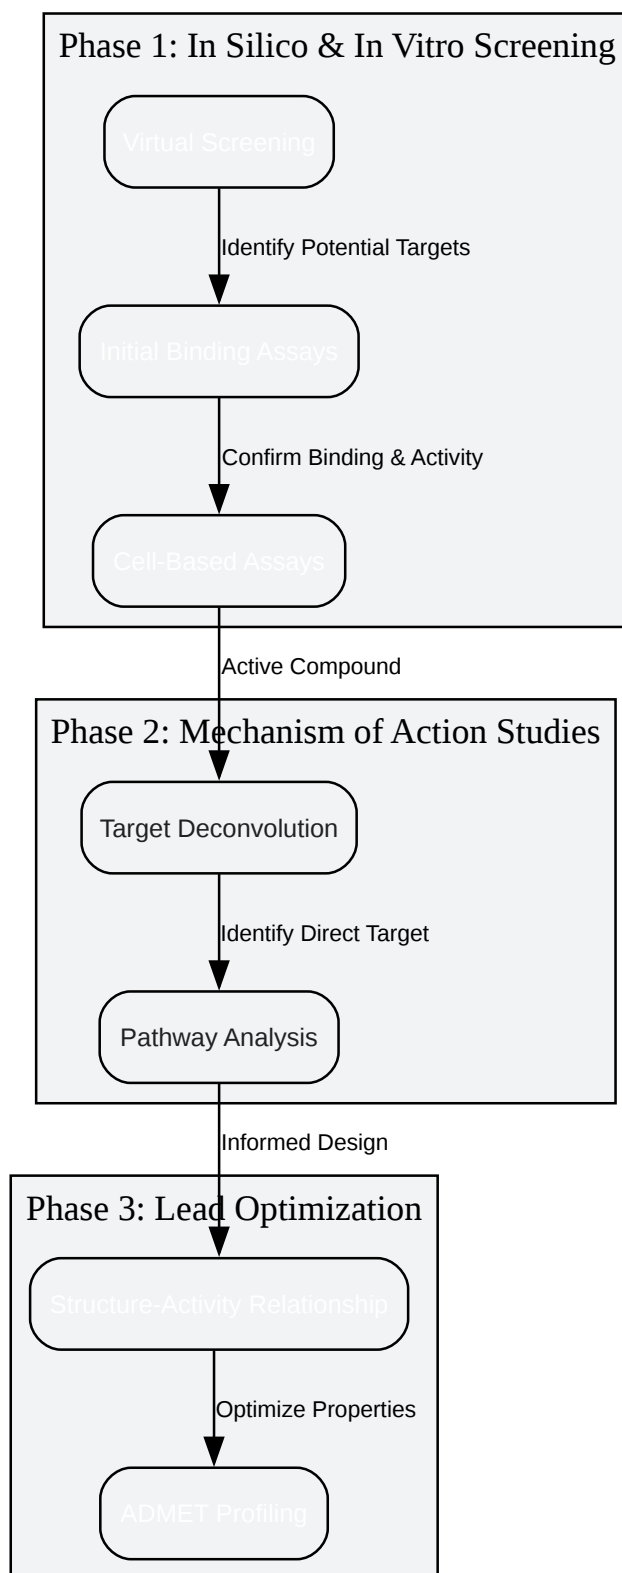 Phase 1: In Silico & In Vitro Screening
Virtual Screening
Identify Potential Targets
Initial Binding Assays
Confirm Binding & Activity
Cell-Based Assays
Active Compound
Phase 2: Mechanism of Action Studies
Target Deconvolution
Identify Direct Target
Pathway Analysis
Informed Design
Phase 3: Lead Optimization
Structure-Activity Relationship
Optimize Properties
ADMET Profiling